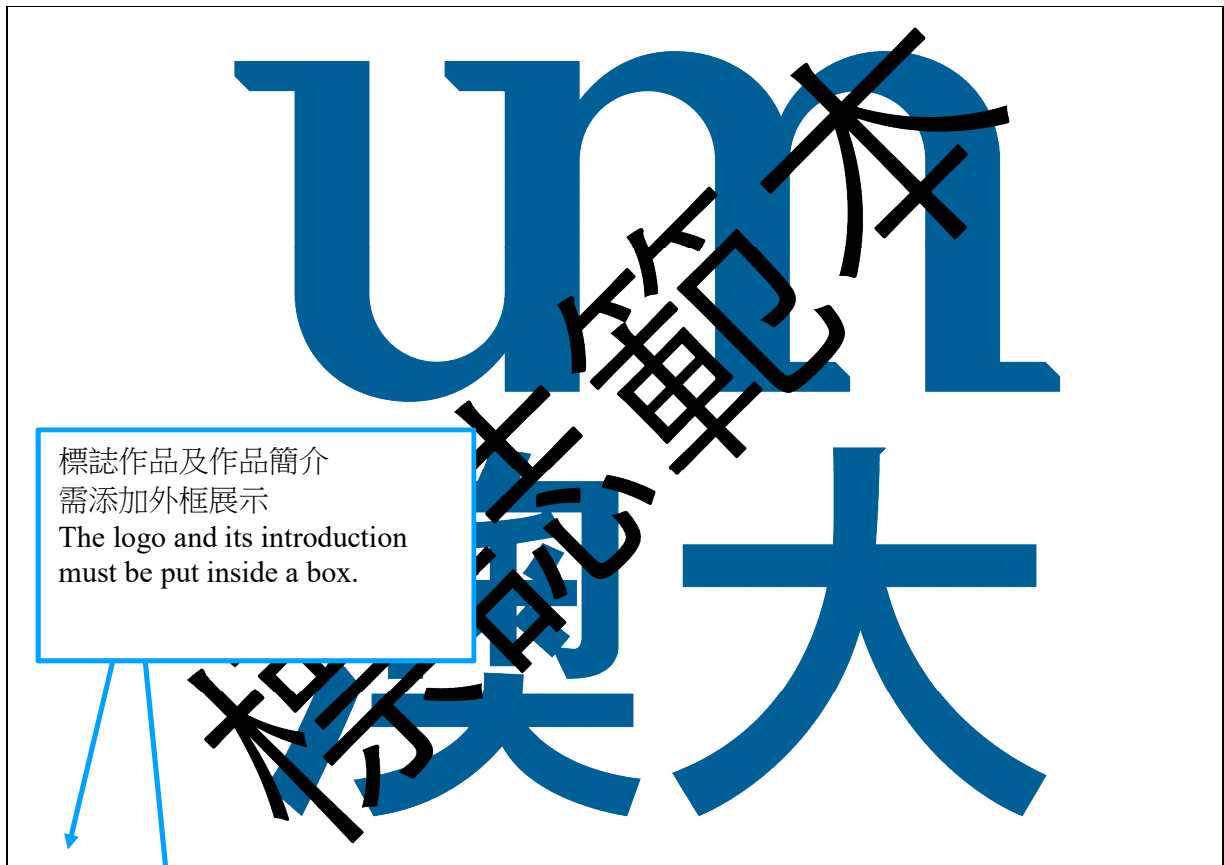 um
澳大
標誌範本
標誌作品及作品簡介
需添加外框展示
The logo and its introduction
must be put inside a box.